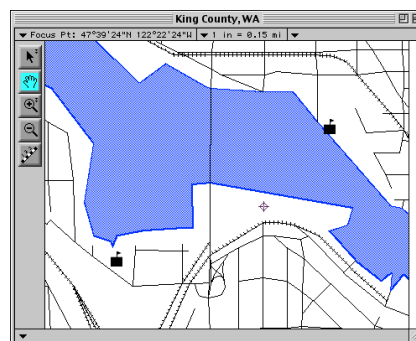 King County, WA
Focus Pt: 47°39'24"N 122°22'24"W 1 in = 0.15 mi